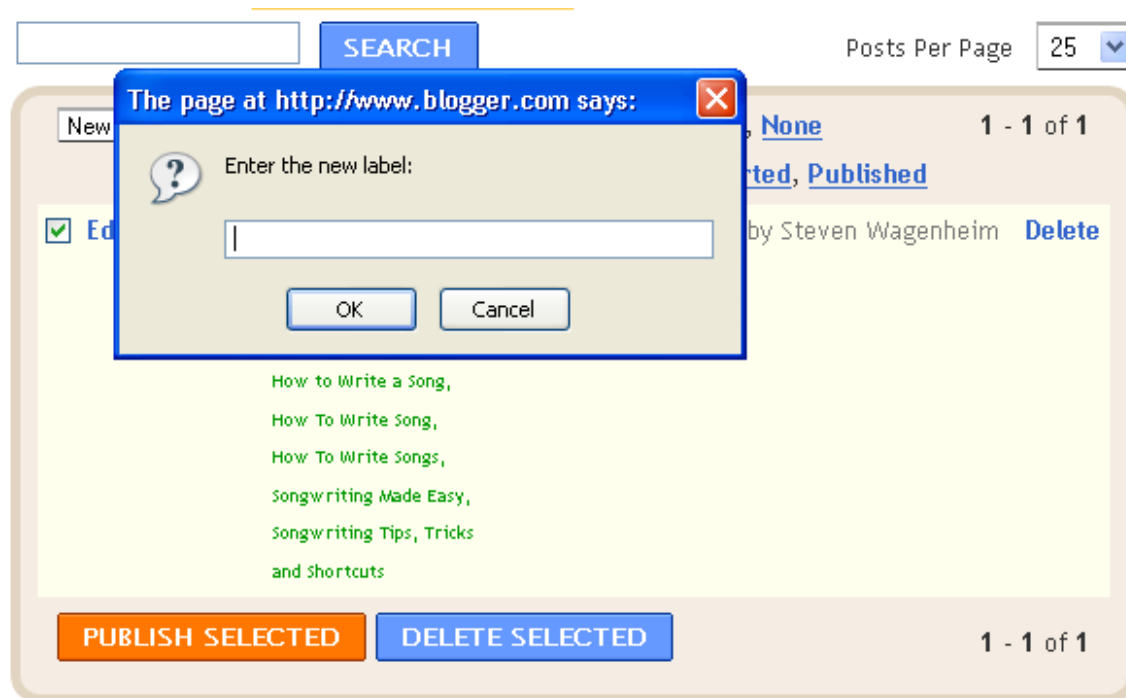 SEARCH Posts Per Page 25
The page at http://www.blogger.com says:
New , None 1 - 1 of 1
Enter the new label:
rted, Published
Ed by Steven Wagenheim Delete
OK Cancel
How to Write a Song,
How To Write Song,
How To Write Songs,
Songwriting Made Easy,
Songwriting Tips, Tricks
and Shortcuts
PUBLISH SELECTED DELETE SELECTED 1 - 1 of 1